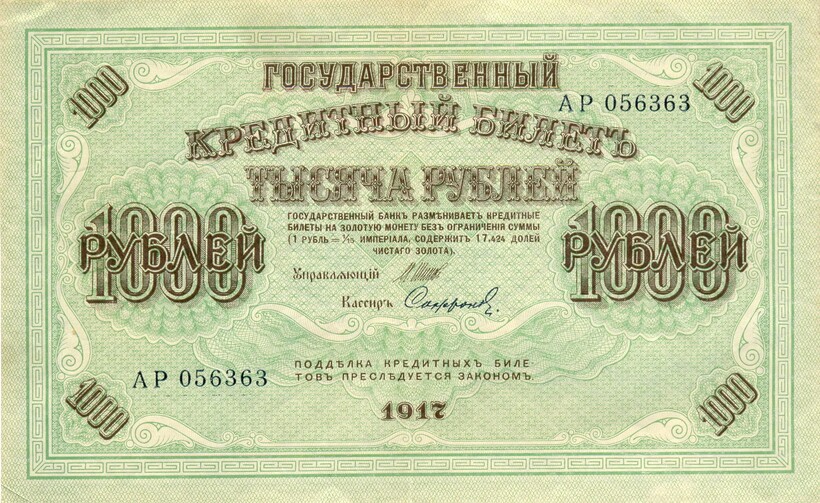 1000 ГОСУДАРСТВЕННЫЙ 1000
АР 056363
КРЕДИТНЫЙ БИЛЕТЪ
ТЫСЯЧА РУБЛЕЙ
ГОСУДАРСТВЕННЫЙ БАНКЪ РАЗМѢНИВАЕТЪ КРЕДИТНЫЕ
БИЛЕТЫ НА ЗОЛОТУЮ МОНЕТУ БЕЗЪ ОГРАНИЧЕНІЯ СУММЫ
(1 РУБЛЬ = 1/15 ИМПЕРІАЛА, СОДЕРЖИТЪ 17,424 ДОЛЕЙ
ЧИСТАГО ЗОЛОТА).
1000 РУБЛЕЙ
1000 РУБЛЕЙ
Управляющій
Кассиръ
АР 056363
ПОДДѢЛКА КРЕДИТНЫХЪ БИЛЕ-
ТОВЪ ПРЕСЛѢДУЕТСЯ ЗАКОНОМЪ.
1000 1917 1000